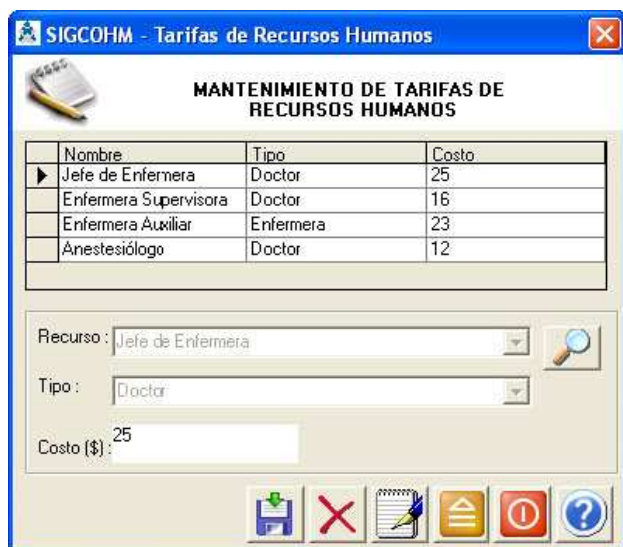 SIGCOHM - Tarifas de Recursos Humanos
MANTENIMIENTO DE TARIFAS DE
RECURSOS HUMANOS
Nombre Tipo Costo
Jefe de Enfermera Doctor 25
Enfermera Supervisora Doctor 16
Enfermera Auxiliar Enfermera 23
Anestesiólogo Doctor 12
Recurso : Jefe de Enfermera
Tipo : Doctor
Costo ($) : 25